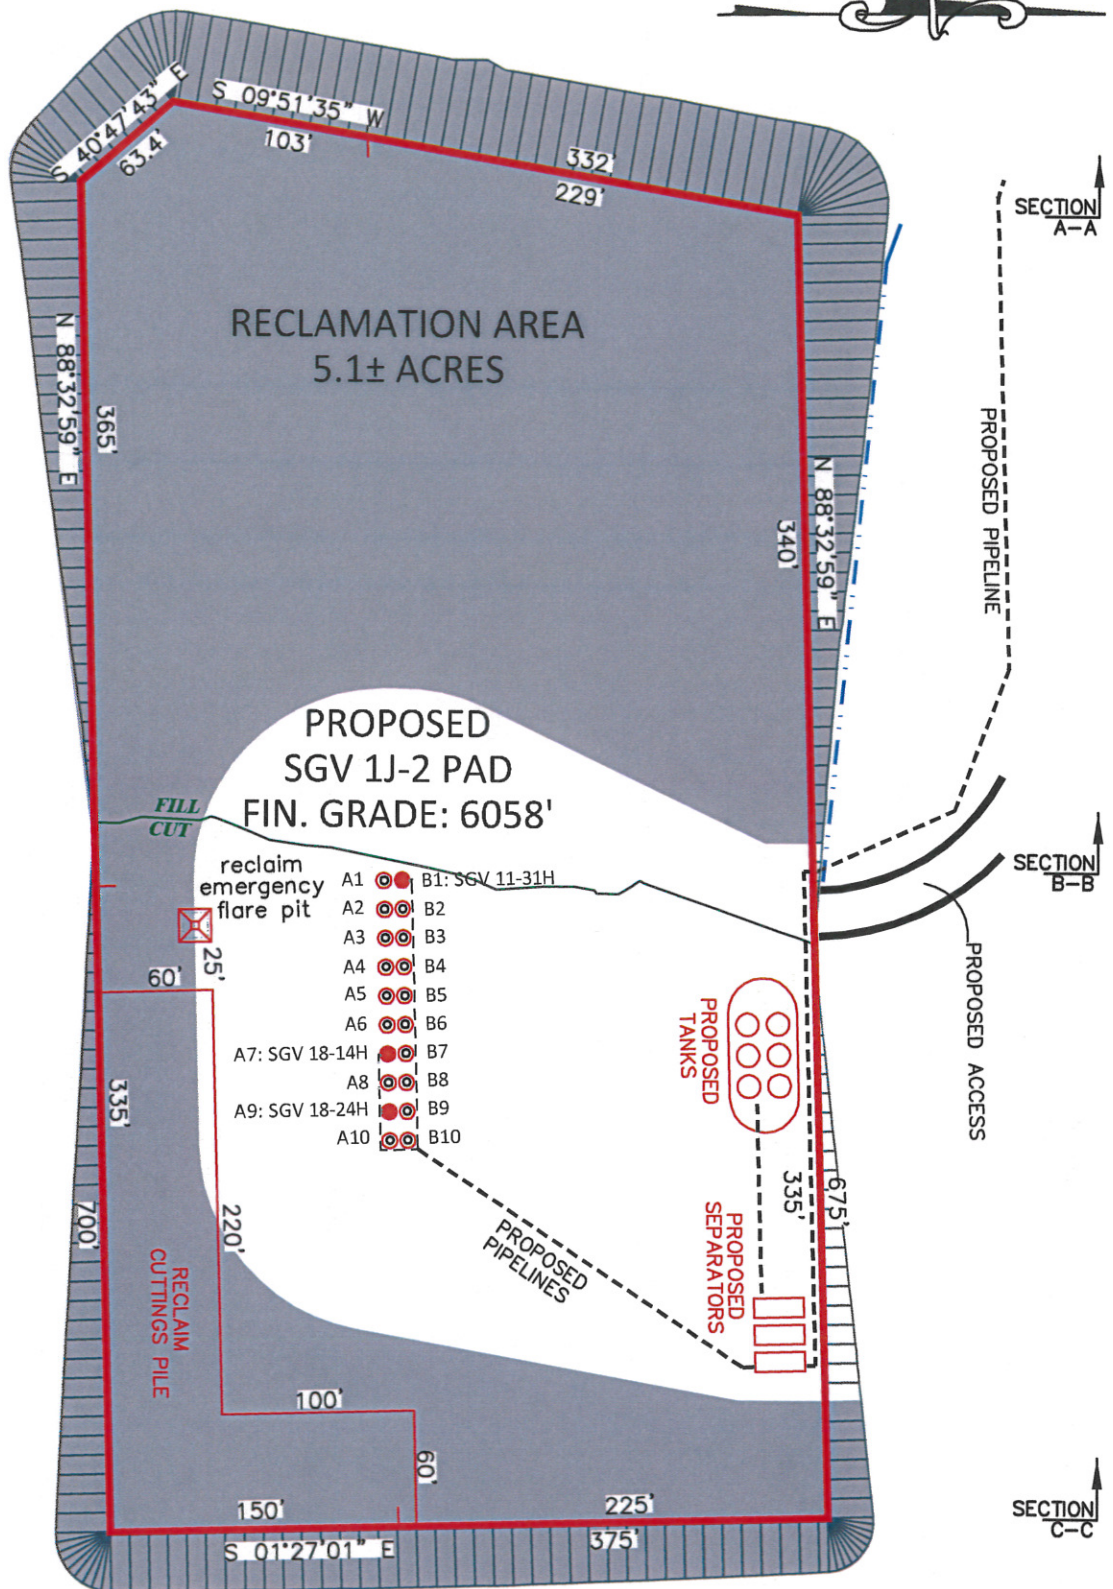 S 40°47'43" E
63.4'
S 09°51'35" W
103'
332'
229'
SECTION
A-A
RECLAMATION AREA
5.1± ACRES
N 88°32'59" E
365'
N 88°32'59" E
340'
PROPOSED PIPELINE
PROPOSED
SGV 1J-2 PAD
FIN. GRADE: 6058'
FILL
CUT
SECTION
B-B
reclaim
emergency
flare pit
25'
60'
A1
B1: SGV 11-31H
A2
B2
A3
B3
A4
B4
A5
B5
A6
B6
A7: SGV 18-14H
B7
A8
B8
A9: SGV 18-24H
B9
A10
B10
PROPOSED ACCESS
PROPOSED
TANKS
335'
700'
220'
335'
675'
PROPOSED
PIPELINES
PROPOSED
SEPARATORS
RECLAIM
CUTTINGS PILE
100'
60'
150'
225'
S 01°27'01" E
375'
SECTION
C-C